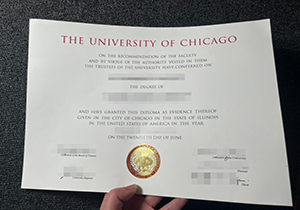 THE UNIVERSITY OF CHICAGO
ON THE RECOMMENDATION OF THE FACULTY
AND BY VIRTUE OF THE AUTHORITY VESTED IN THEM
THE TRUSTEES OF THE UNIVERSITY HAVE CONFERRED ON
THE DEGREE OF
AND HAVE GRANTED THIS DIPLOMA AS EVIDENCE THEREOF
GIVEN IN THE CITY OF CHICAGO IN THE STATE OF ILLINOIS
IN THE UNITED STATES OF AMERICA IN THE YEAR
ON THE TWENTIETH DAY OF JUNE